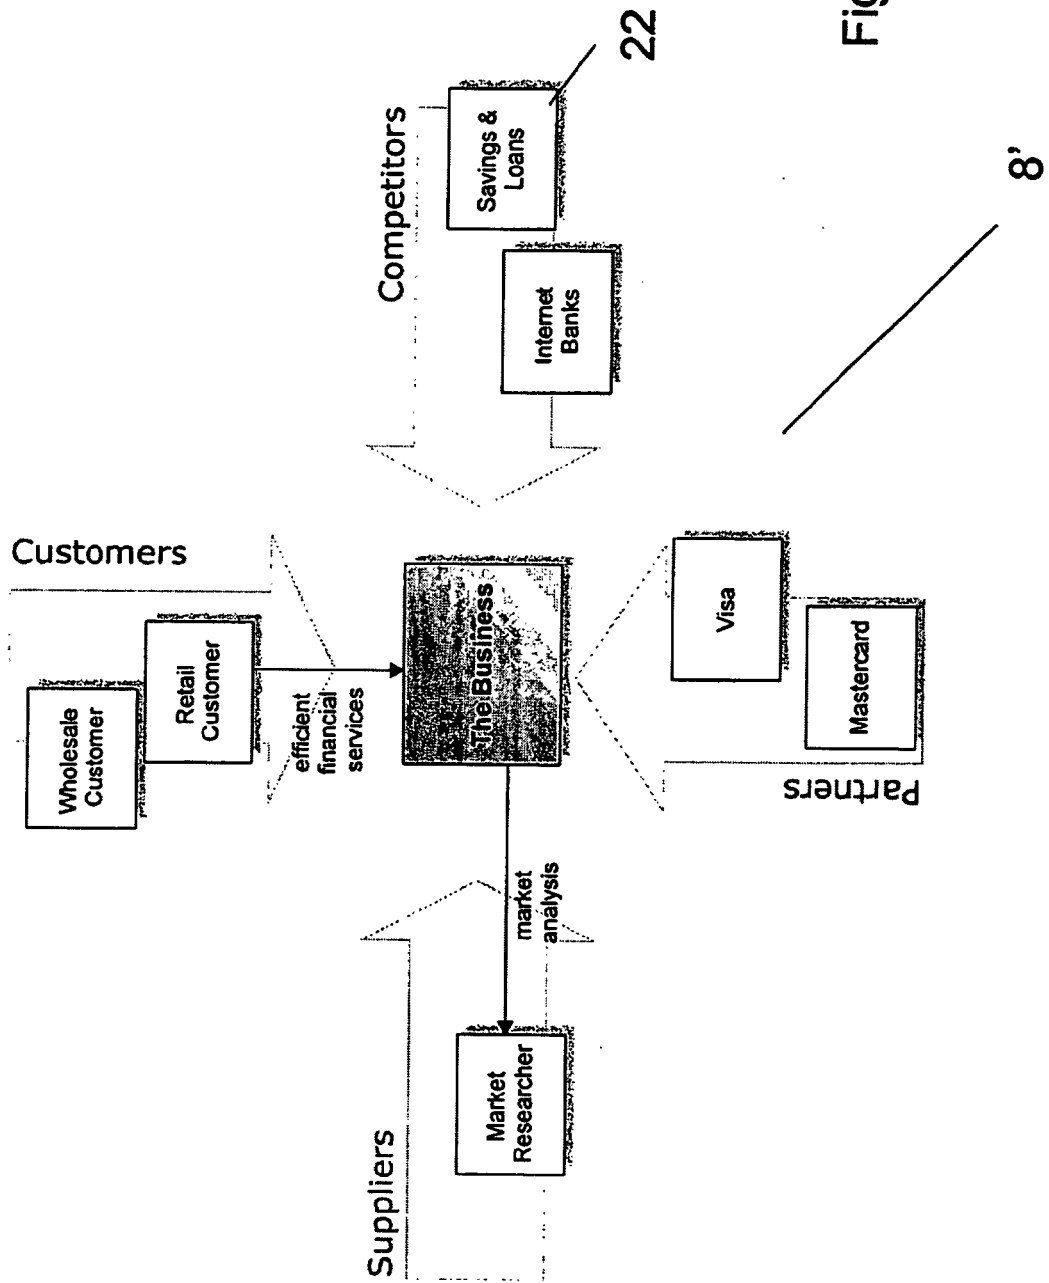 Customers
Wholesale
Customer
Retail
Customer
efficient
financial
services
Suppliers
Market
Researcher
market
analysis
The Business
Competitors
Internet
Banks
Savings &
Loans
22
Partners
Visa
Mastercard
8'
Fig